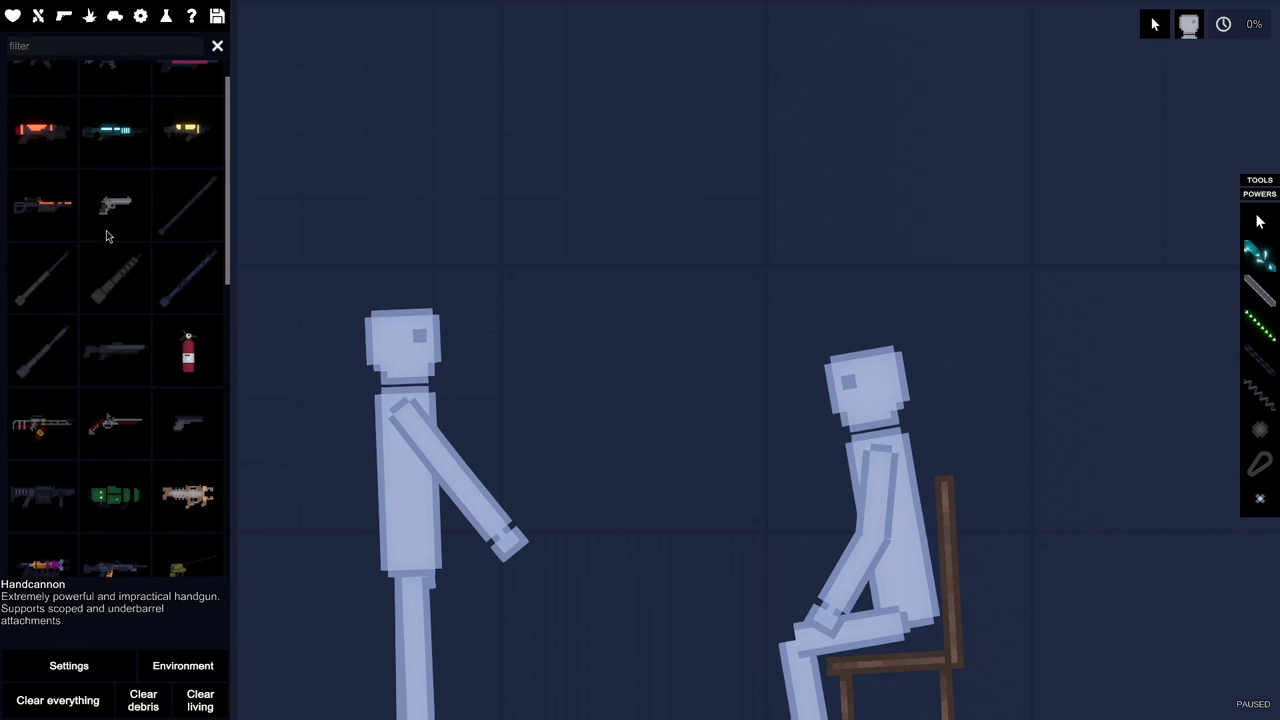 ?
filter
0%
TOOLS
POWERS
Handcannon
Extremely powerful and impractical handgun.
Supports scoped and underbarrel
attachments.
Settings
Environment
Clear everything
Clear
debris
Clear
living
PAUSED